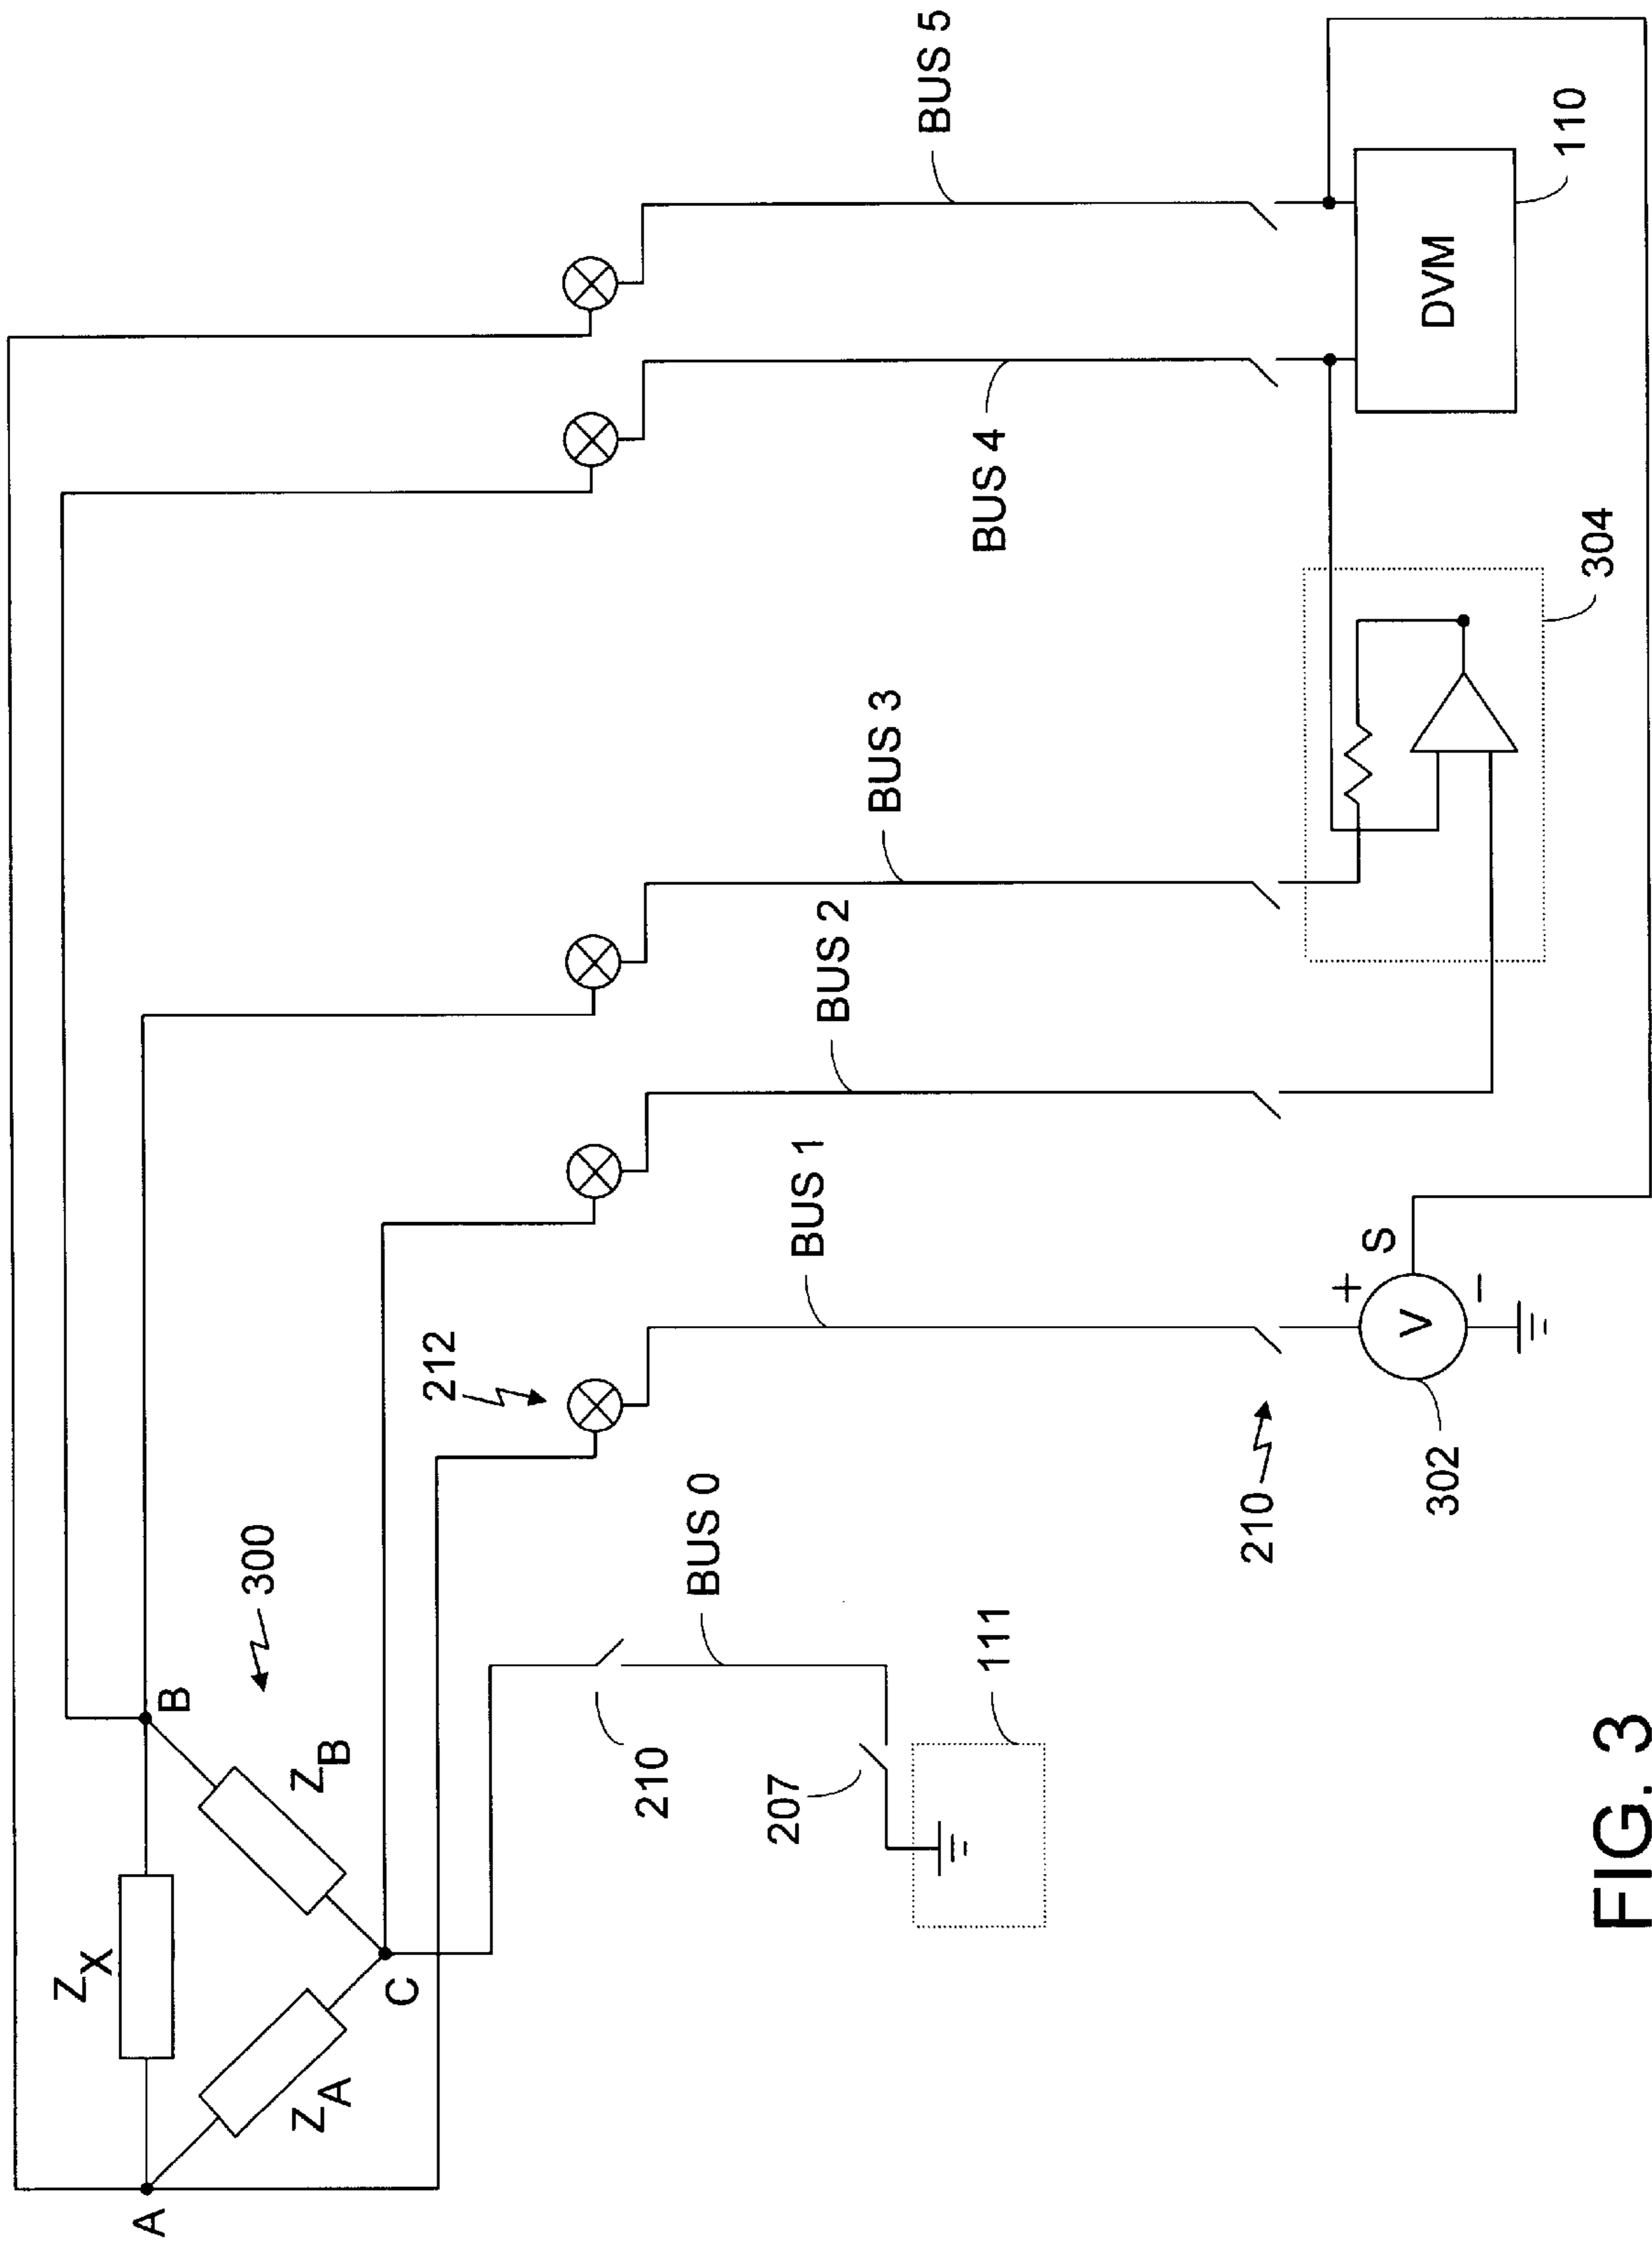 A
Z_X
B
Z_A
Z_B
C
300
212
210
BUS 0
207
111
BUS 1
BUS 2
BUS 3
BUS 4
BUS 5
210
+
V
−
S
302
304
DVM
110
FIG. 3